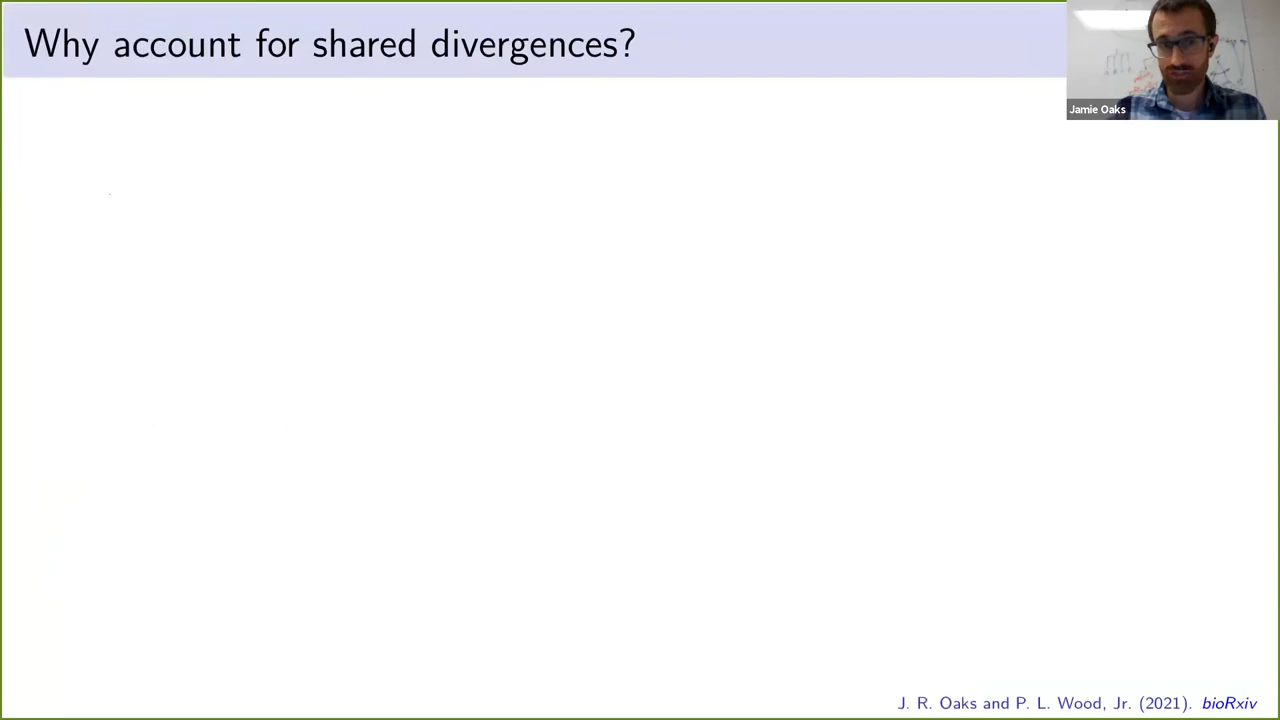 Why account for shared divergences?
Jamie Oaks
J. R. Oaks and P. L. Wood, Jr. (2021). bioRxiv